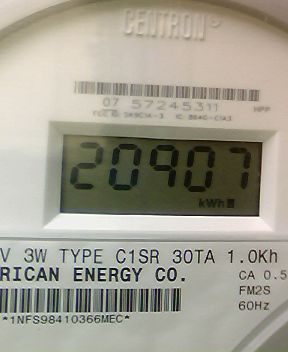 CENTRON®
07 57245311 HPP
20907
kWh
V 3W TYPE C1SR 30TA 1.0Kh
RICAN ENERGY CO. CA 0.5
FM2S
60Hz
*1NFS98410366MEC*